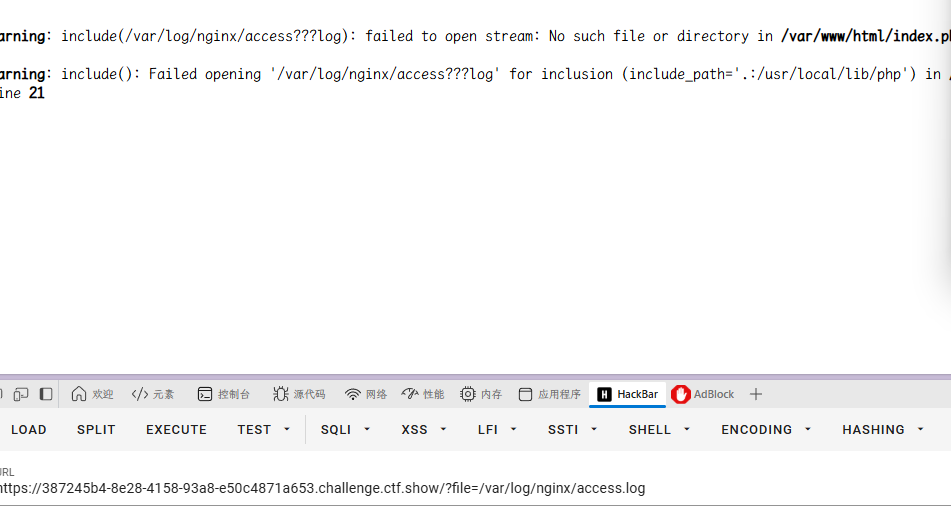 arning: include(/var/log/nginx/access???log): failed to open stream: No such file or directory in /var/www/html/index.ph
arning: include(): Failed opening '/var/log/nginx/access???log' for inclusion (include_path='.:/usr/local/lib/php') in /
ine 21
欢迎 </> 元素 控制台 源代码 网络 性能 内存 应用程序 H HackBar AdBlock +
LOAD SPLIT EXECUTE TEST SQLI XSS LFI SSTI SHELL ENCODING HASHING
URL
https://387245b4-8e28-4158-93a8-e50c4871a653.challenge.ctf.show/?file=/var/log/nginx/access.log